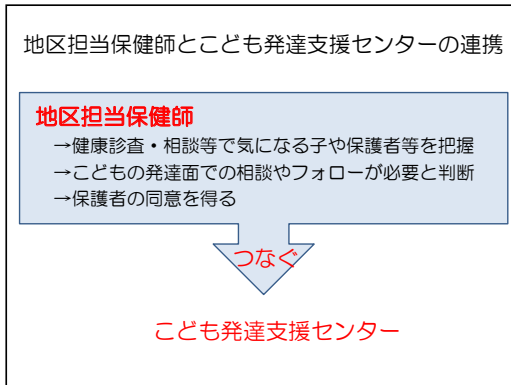 地区担当保健師とこども発達支援センターの連携
地区担当保健師
→健康診査・相談等で気になる子や保護者等を把握
→こどもの発達面での相談やフォローが必要と判断
→保護者の同意を得る
つなぐ
こども発達支援センター